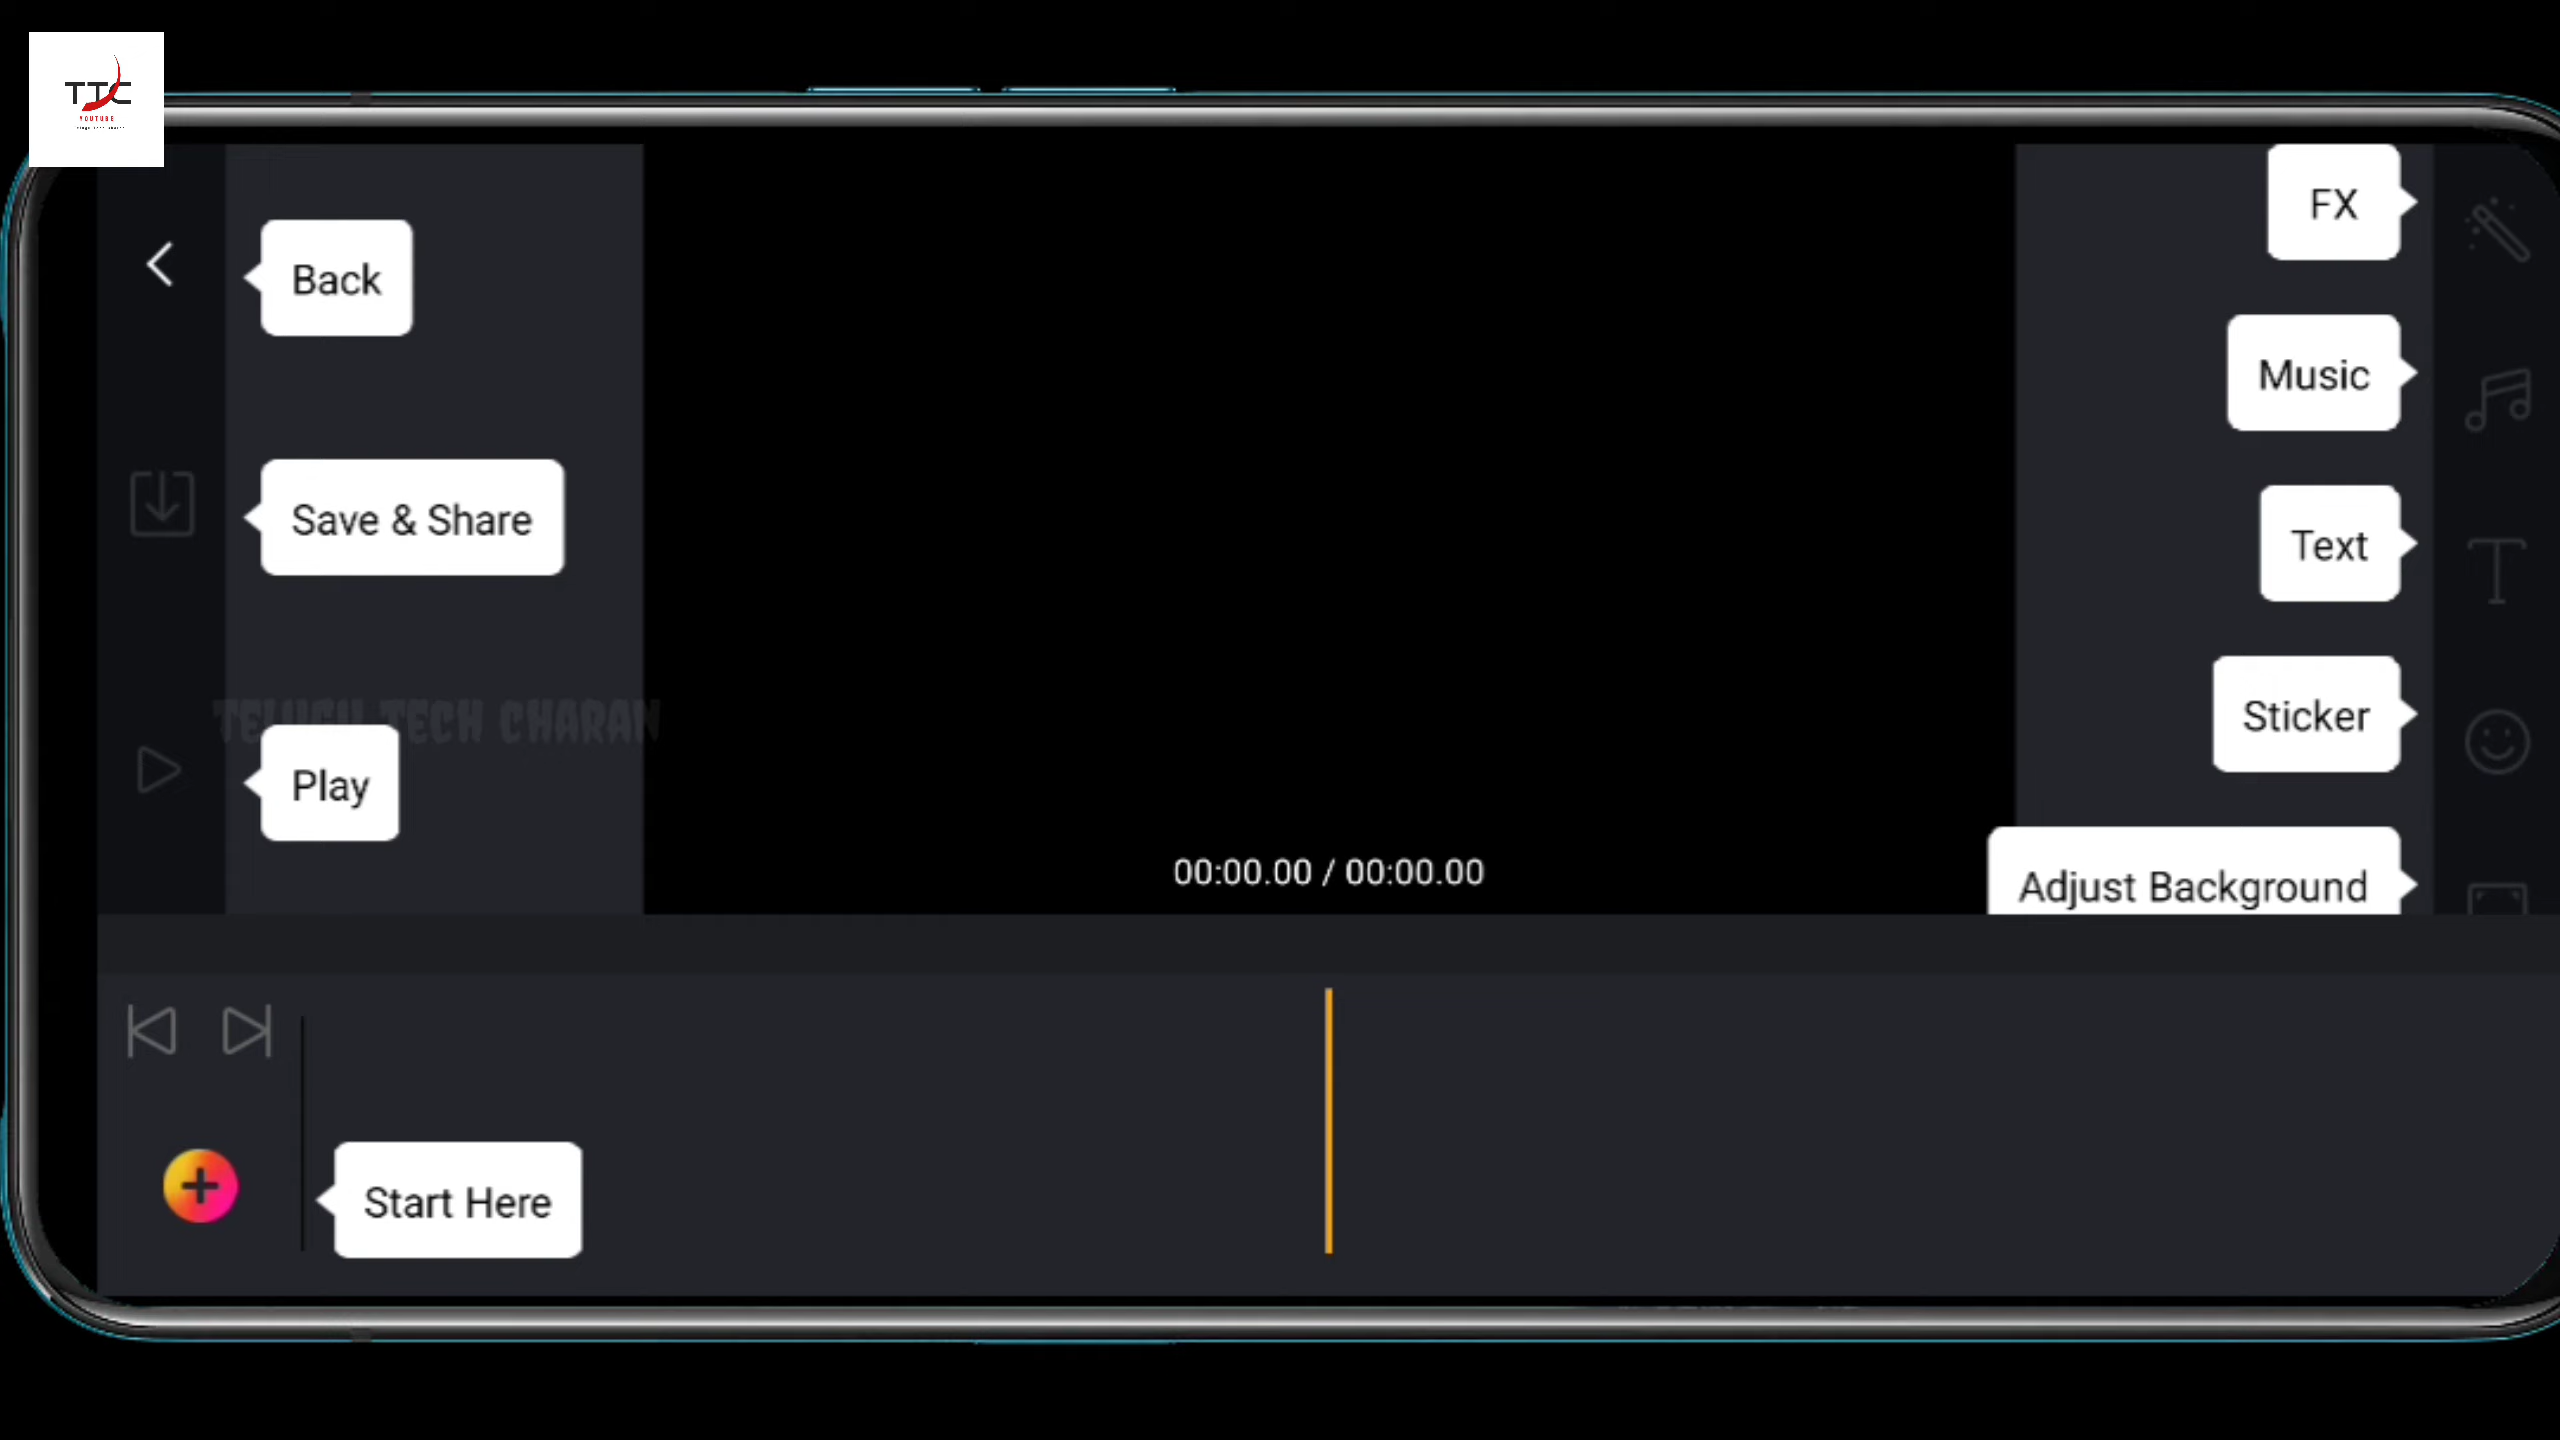 TTC
YOUTUBE
FX
Back
Music
Save & Share
Text
TELUGU TECH CHARAN
Sticker
Play
00:00.00 / 00:00.00
Adjust Background
Start Here